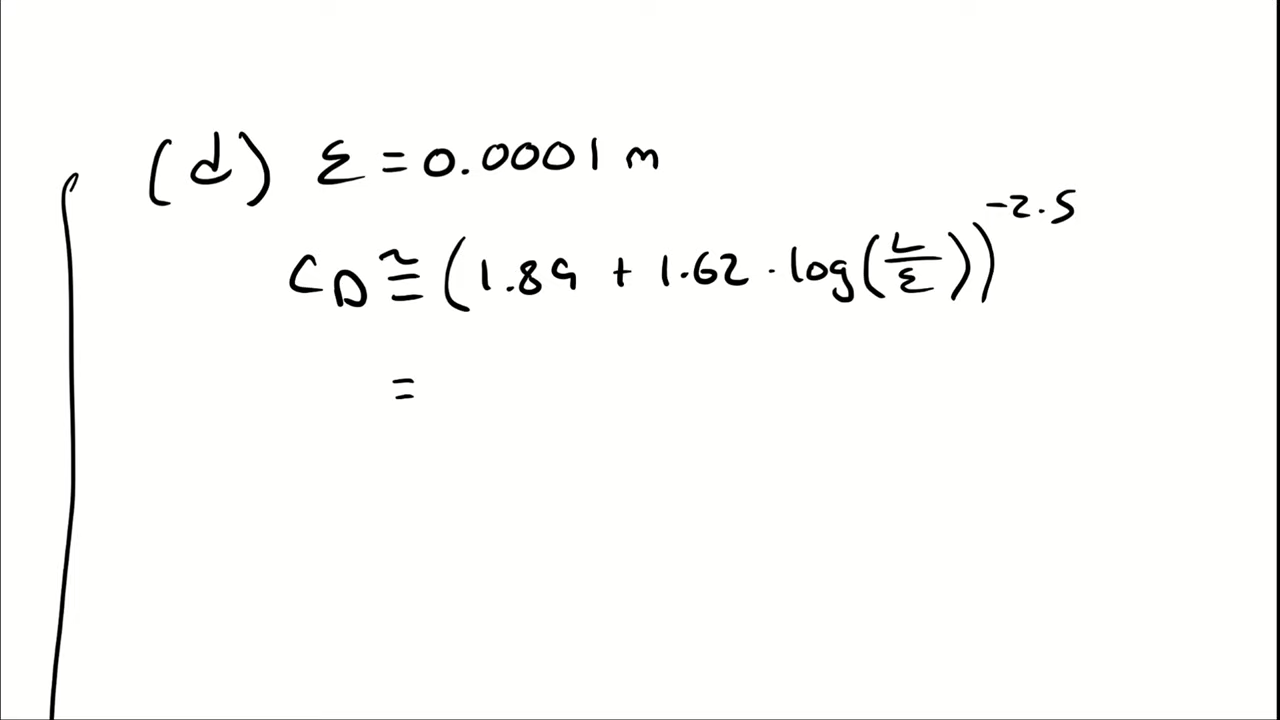 (d) ε = 0.0001 m
C_D ≅ (1.89 + 1.62 · log(L/ε))^-2.5
=